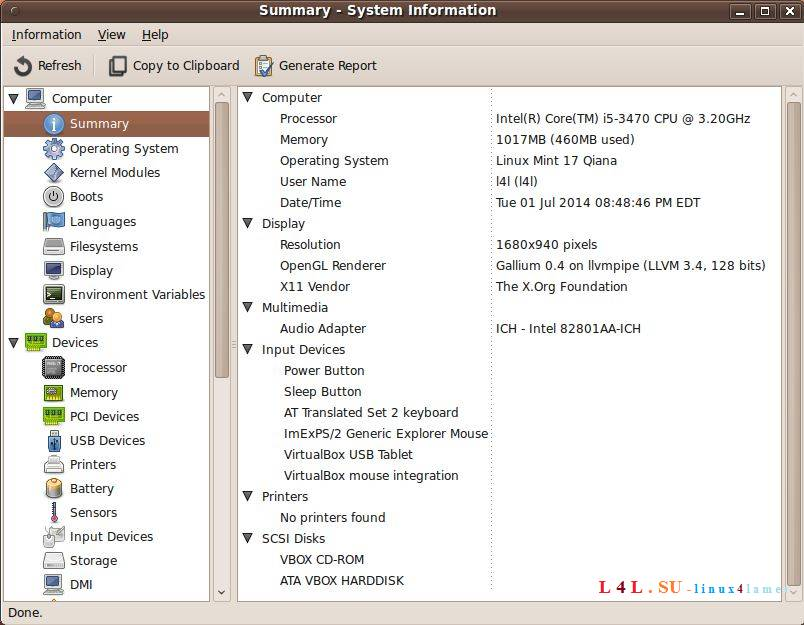 Summary - System Information
Information View Help
Refresh Copy to Clipboard Generate Report
Computer
Summary
Operating System
Kernel Modules
Boots
Languages
Filesystems
Display
Environment Variables
Users
Devices
Processor
Memory
PCI Devices
USB Devices
Printers
Battery
Sensors
Input Devices
Storage
DMI
Computer
Processor Intel(R) Core(TM) i5-3470 CPU @ 3.20GHz
Memory 1017MB (460MB used)
Operating System Linux Mint 17 Qiana
User Name l4l (l4l)
Date/Time Tue 01 Jul 2014 08:48:46 PM EDT
Display
Resolution 1680x940 pixels
OpenGL Renderer Gallium 0.4 on llvmpipe (LLVM 3.4, 128 bits)
X11 Vendor The X.Org Foundation
Multimedia
Audio Adapter ICH - Intel 82801AA-ICH
Input Devices
Power Button
Sleep Button
AT Translated Set 2 keyboard
ImExPS/2 Generic Explorer Mouse
VirtualBox USB Tablet
VirtualBox mouse integration
Printers
No printers found
SCSI Disks
VBOX CD-ROM
ATA VBOX HARDDISK
L4L.SU - linux4lame
Done.